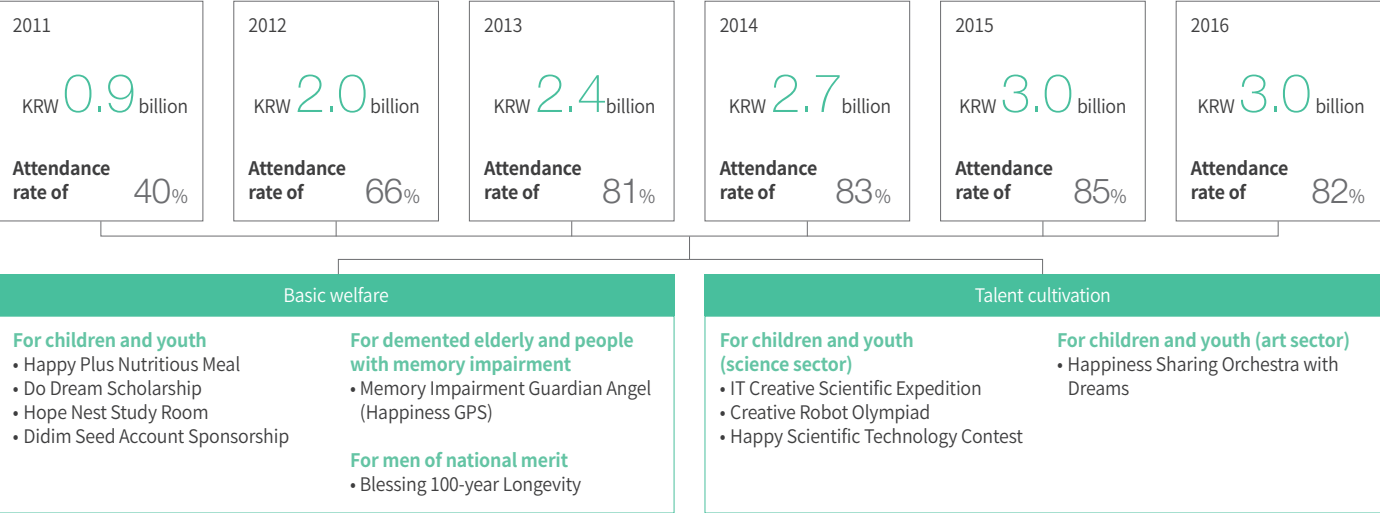 2011
KRW 0.9 billion
Attendance
rate of 40%
2012
KRW 2.0 billion
Attendance
rate of 66%
2013
KRW 2.4 billion
Attendance
rate of 81%
2014
KRW 2.7 billion
Attendance
rate of 83%
2015
KRW 3.0 billion
Attendance
rate of 85%
2016
KRW 3.0 billion
Attendance
rate of 82%
Basic welfare
For children and youth
• Happy Plus Nutritious Meal
• Do Dream Scholarship
• Hope Nest Study Room
• Didim Seed Account Sponsorship
For demented elderly and people
with memory impairment
• Memory Impairment Guardian Angel
(Happiness GPS)
For men of national merit
• Blessing 100-year Longevity
Talent cultivation
For children and youth
(science sector)
• IT Creative Scientific Expedition
• Creative Robot Olympiad
• Happy Scientific Technology Contest
For children and youth (art sector)
• Happiness Sharing Orchestra with
Dreams